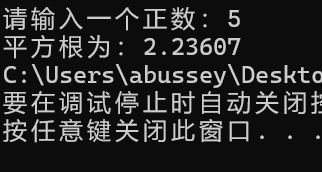 请输入一个正数: 5
平方根为: 2.23607
C:\Users\abussey\Deskto
要在调试停止时自动关闭
按任意键关闭此窗口. . .